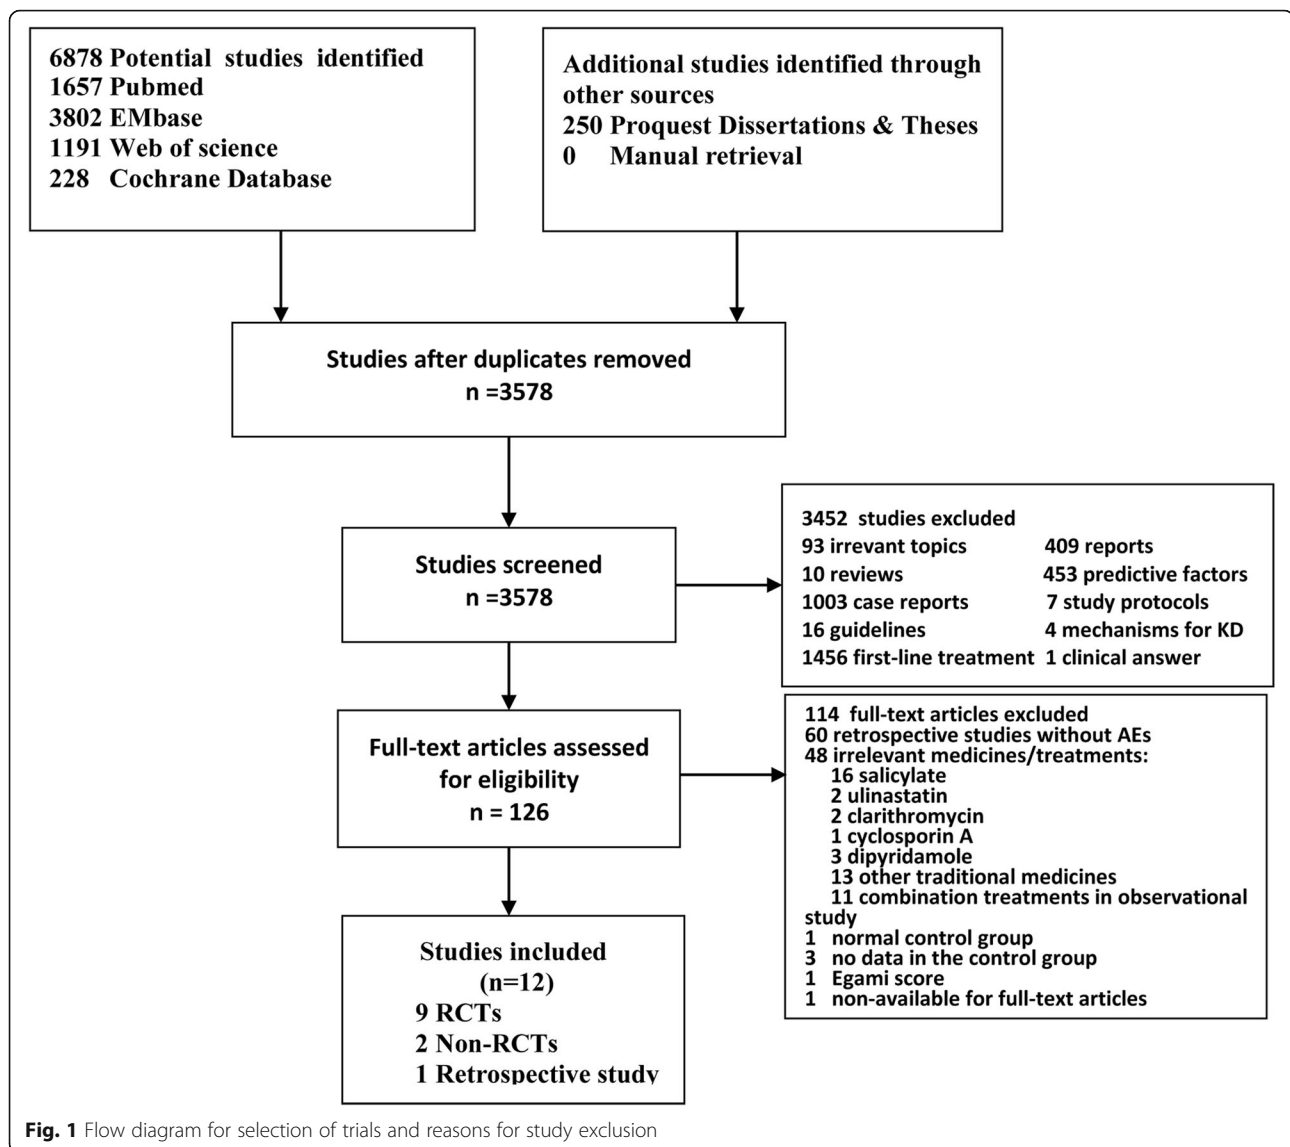 6878 Potential studies identified
1657 Pubmed
3802 EMbase
1191 Web of science
228 Cochrane Database
Additional studies identified through
other sources
250 Proquest Dissertations & Theses
0 Manual retrieval
Studies after duplicates removed
n =3578
Studies screened
n =3578
3452 studies excluded
93 irrevant topics 409 reports
10 reviews 453 predictive factors
1003 case reports 7 study protocols
16 guidelines 4 mechanisms for KD
1456 first-line treatment 1 clinical answer
Full-text articles assessed
for eligibility
n = 126
114 full-text articles excluded
60 retrospective studies without AEs
48 irrelevant medicines/treatments:
16 salicylate
2 ulinastatin
2 clarithromycin
1 cyclosporin A
3 dipyridamole
13 other traditional medicines
11 combination treatments in observational
study
1 normal control group
3 no data in the control group
1 Egami score
1 non-available for full-text articles
Studies included
(n=12)
9 RCTs
2 Non-RCTs
1 Retrospective study
Fig. 1 Flow diagram for selection of trials and reasons for study exclusion